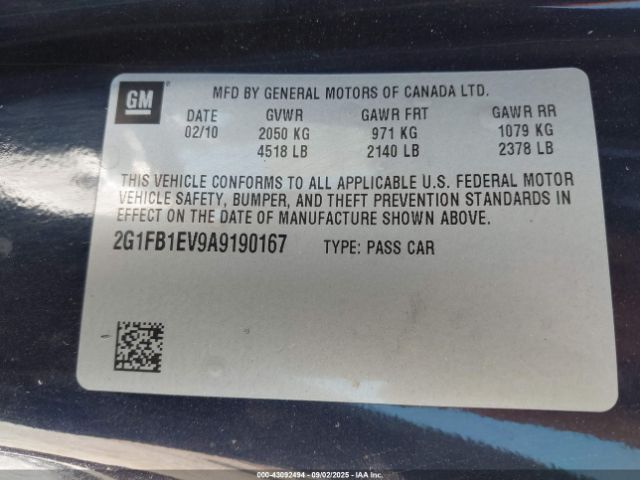 GM
MFD BY GENERAL MOTORS OF CANADA LTD.
DATE GVWR GAWR FRT GAWR RR
02/10 2050 KG 971 KG 1079 KG
4518 LB 2140 LB 2378 LB
THIS VEHICLE CONFORMS TO ALL APPLICABLE U.S. FEDERAL MOTOR
VEHICLE SAFETY, BUMPER, AND THEFT PREVENTION STANDARDS IN
EFFECT ON THE DATE OF MANUFACTURE SHOWN ABOVE.
2G1FB1EV9A9190167 TYPE: PASS CAR
000-43092494 - 09/02/2025 - IAAI.COM